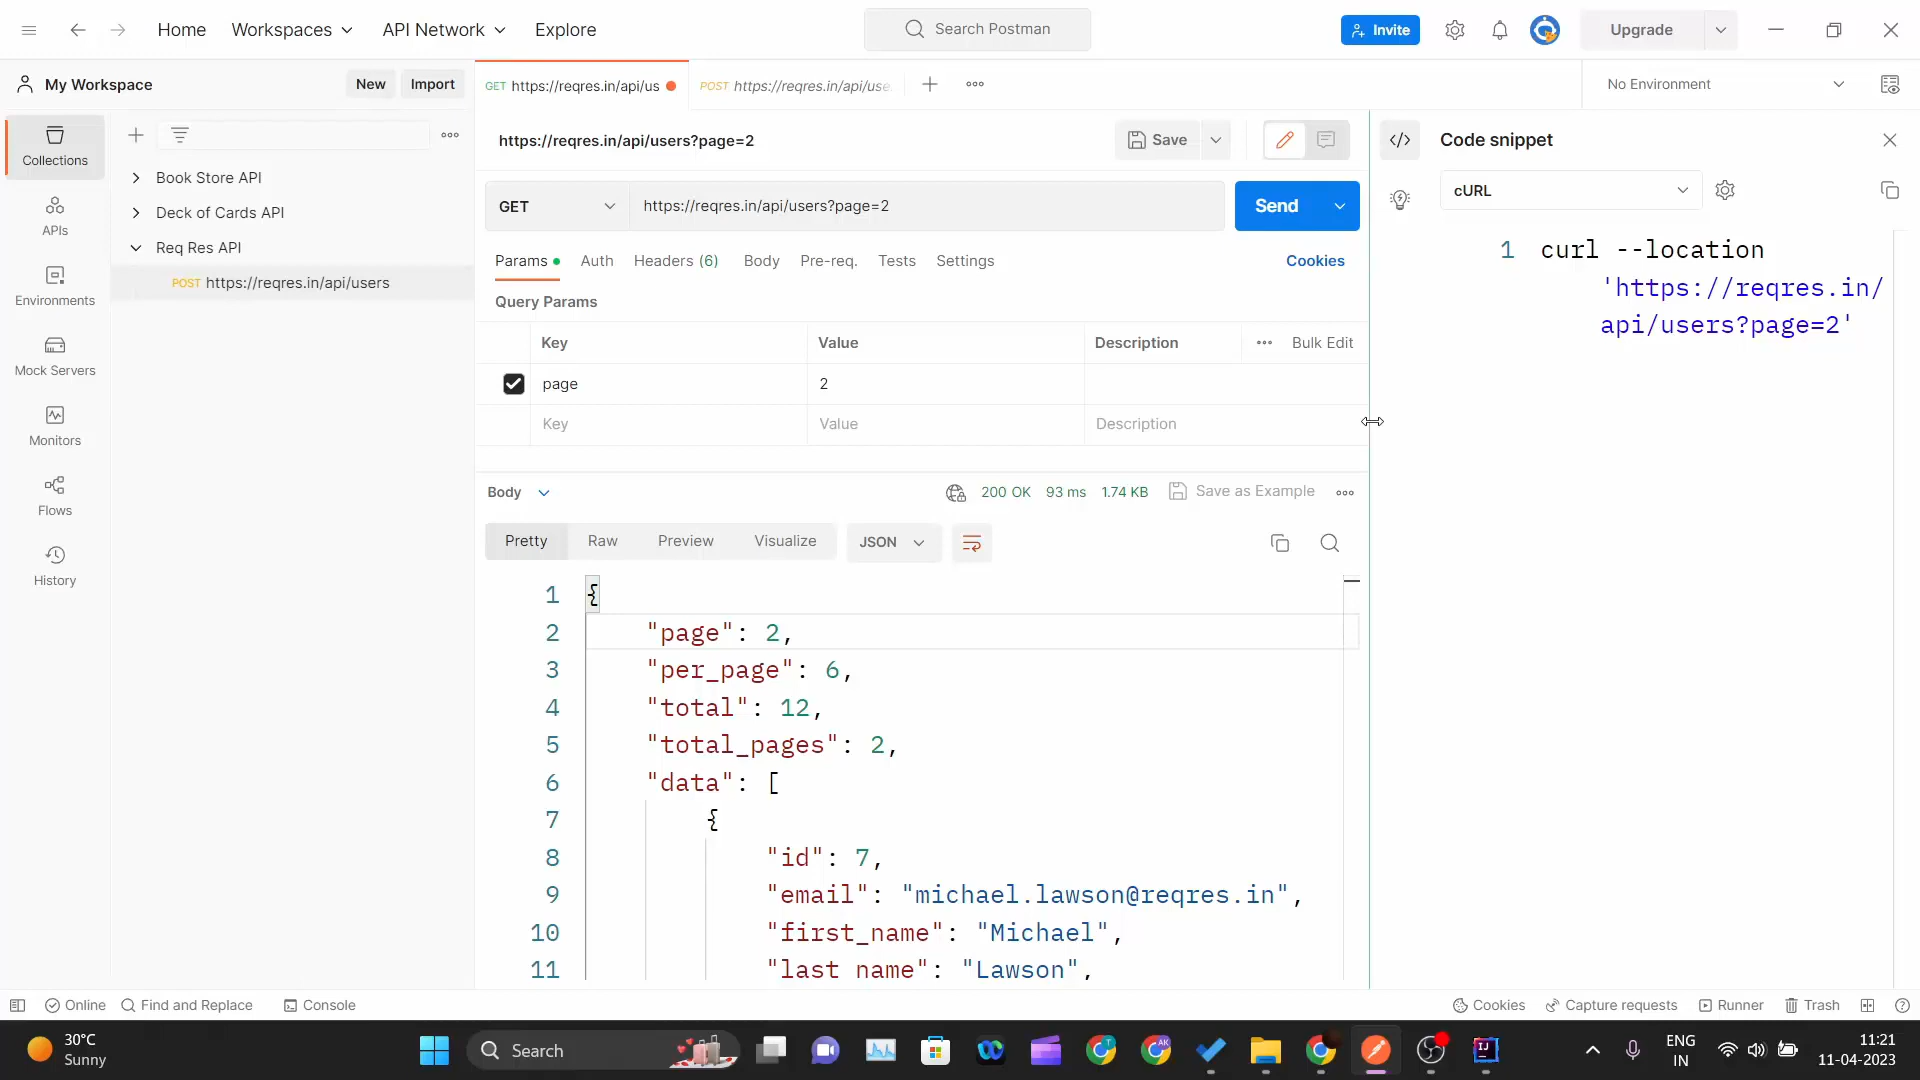 Home Workspaces API Network Explore Search Postman Invite Upgrade
My Workspace New Import GET https://reqres.in/api/us POST https://reqres.in/api/use No Environment
Collections
APIs
Environments
Mock Servers
Monitors
Flows
History
Book Store API
Deck of Cards API
Req Res API
POST https://reqres.in/api/users
https://reqres.in/api/users?page=2 Save
GET https://reqres.in/api/users?page=2 Send
Params Auth Headers (6) Body Pre-req. Tests Settings Cookies
Query Params
Key Value Description Bulk Edit
page 2
Key Value Description
Body 200 OK 93 ms 1.74 KB Save as Example
Pretty Raw Preview Visualize JSON
1 {
2 "page": 2,
3 "per_page": 6,
4 "total": 12,
5 "total_pages": 2,
6 "data": [
7 {
8 "id": 7,
9 "email": "michael.lawson@reqres.in",
10 "first_name": "Michael",
11 "last_name": "Lawson",
Code snippet
cURL
1 curl --location
'https://reqres.in/
api/users?page=2'
Online Find and Replace Console Cookies Capture requests Runner Trash
30°C
Sunny
Search
ENG
IN
11:21
11-04-2023